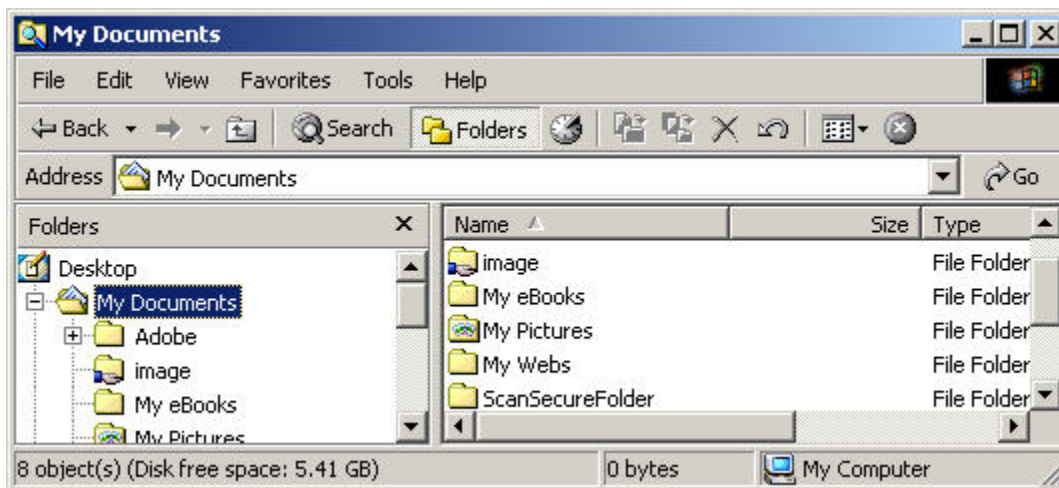 My Documents
File Edit View Favorites Tools Help
Back Search Folders
Address My Documents Go
Folders
Desktop
My Documents
Adobe
image
My eBooks
My Pictures
Name Size Type
image File Folder
My eBooks File Folder
My Pictures File Folder
My Webs File Folder
ScanSecureFolder File Folder
8 object(s) (Disk free space: 5.41 GB) 0 bytes My Computer